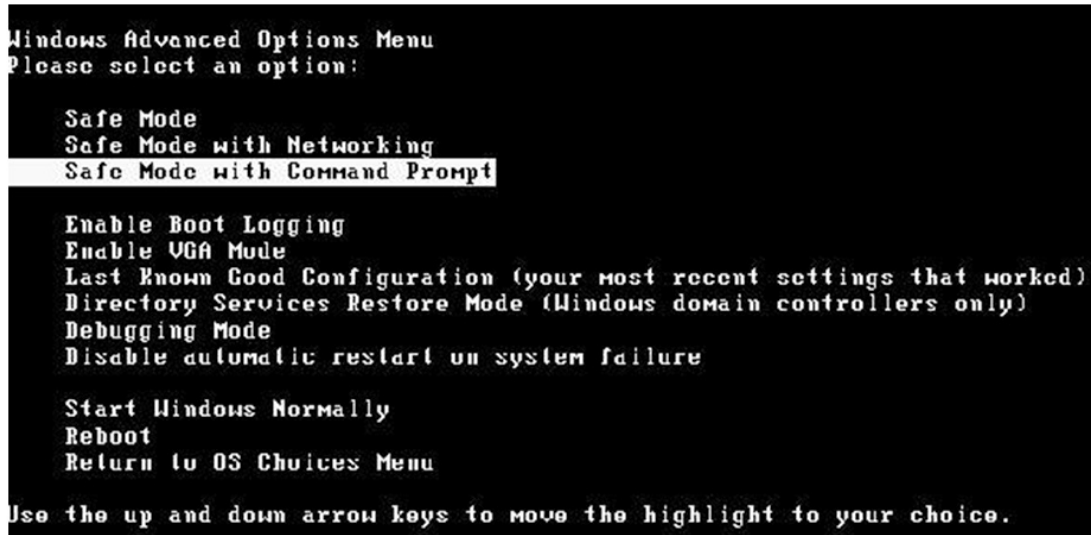 Windows Advanced Options Menu
Please select an option:
Safe Mode
Safe Mode with Networking
Safe Mode with Command Prompt
Enable Boot Logging
Enable VGA Mode
Last Known Good Configuration (your most recent settings that worked)
Directory Services Restore Mode (Windows domain controllers only)
Debugging Mode
Disable automatic restart on system failure
Start Windows Normally
Reboot
Return to OS Choices Menu
Use the up and down arrow keys to move the highlight to your choice.